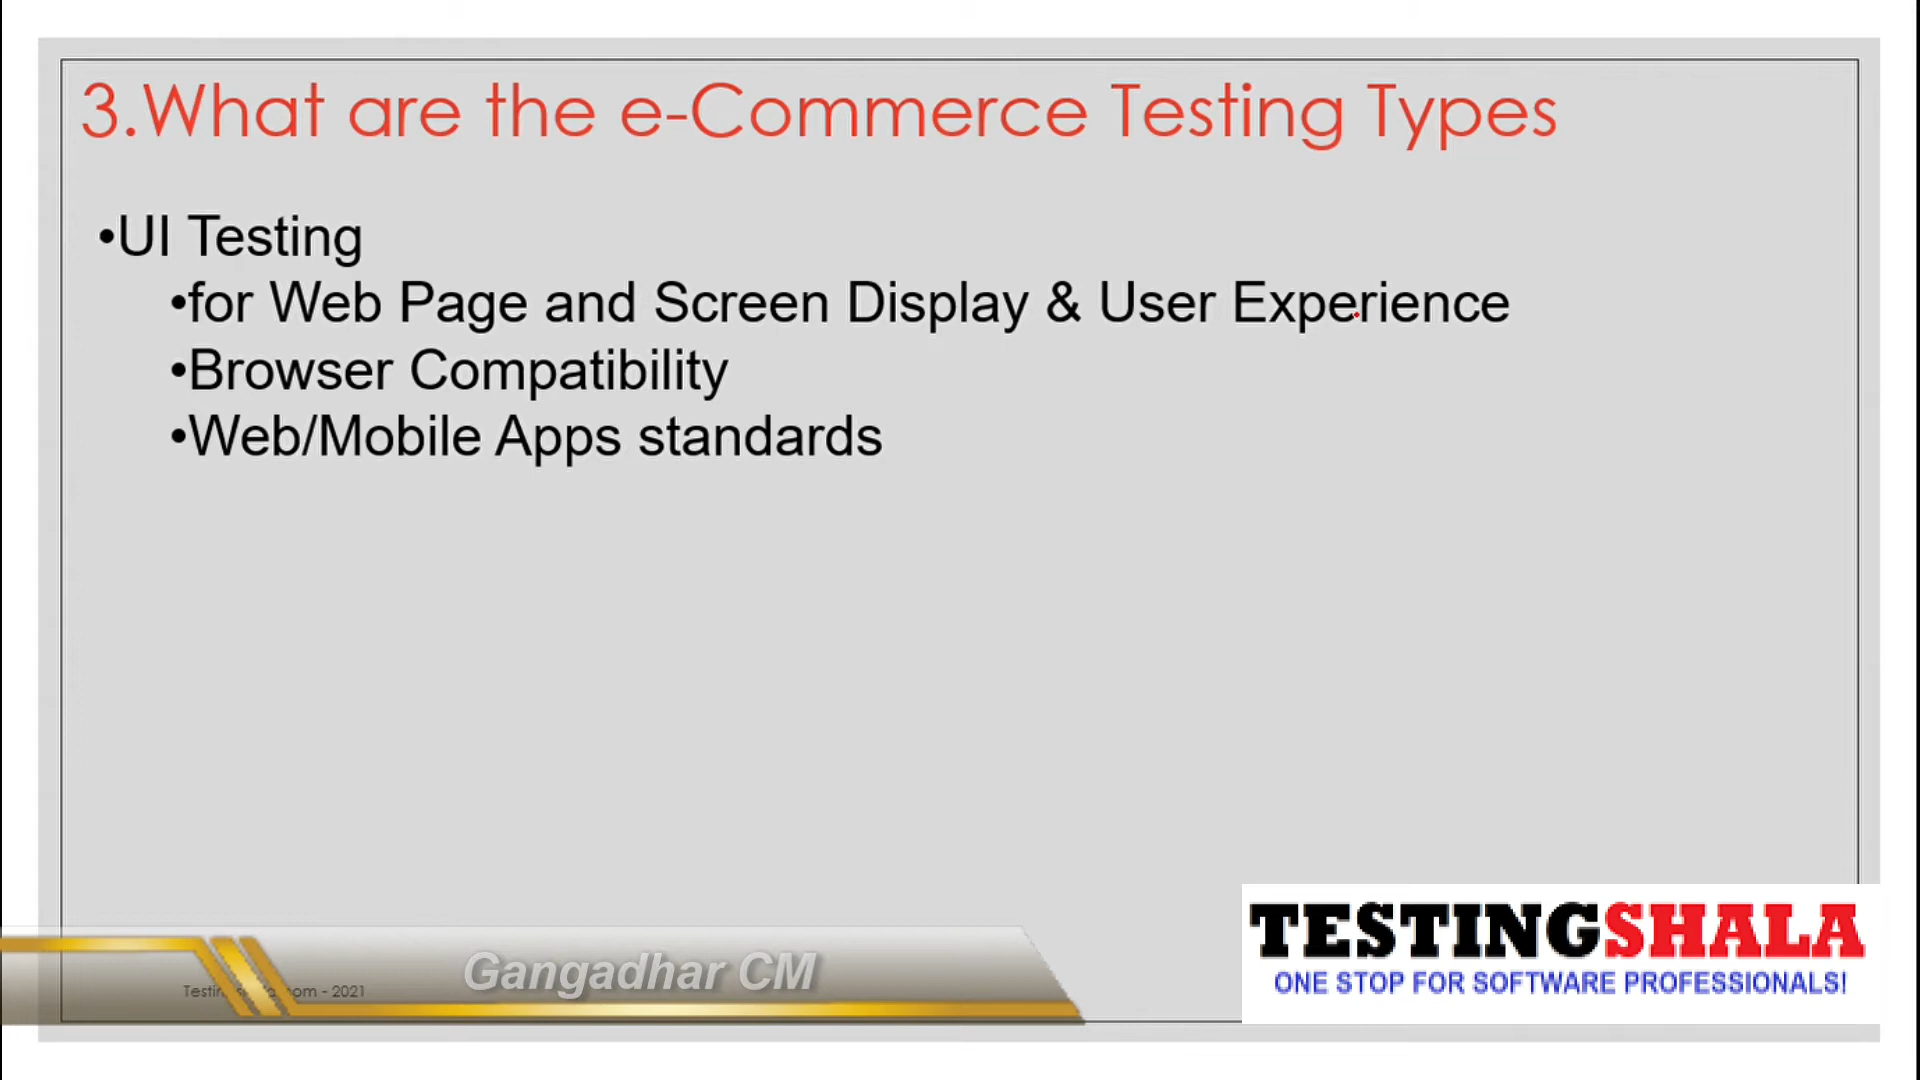 3.What are the e-Commerce Testing Types
•UI Testing
•for Web Page and Screen Display & User Experience
•Browser Compatibility
•Web/Mobile Apps standards
TESTINGSHALA
ONE STOP FOR SOFTWARE PROFESSIONALS!
Gangadhar CM
- 2021